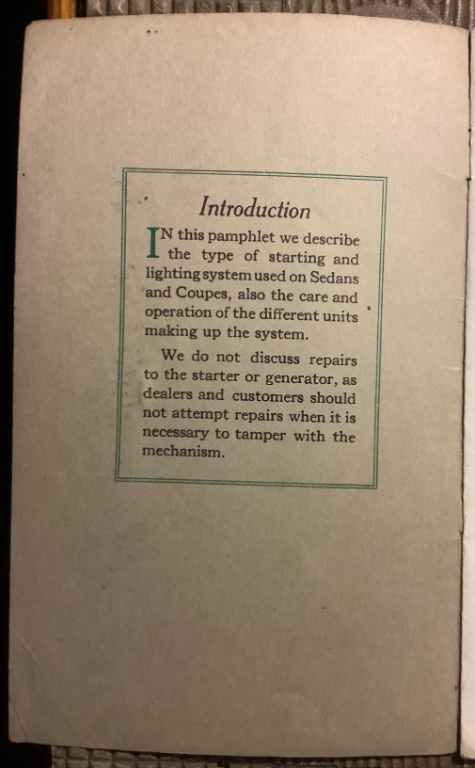 Introduction
IN this pamphlet we describe
the type of starting and
lighting system used on Sedans
and Coupes, also the care and
operation of the different units
making up the system.
We do not discuss repairs
to the starter or generator, as
dealers and customers should
not attempt repairs when it is
necessary to tamper with the
mechanism.